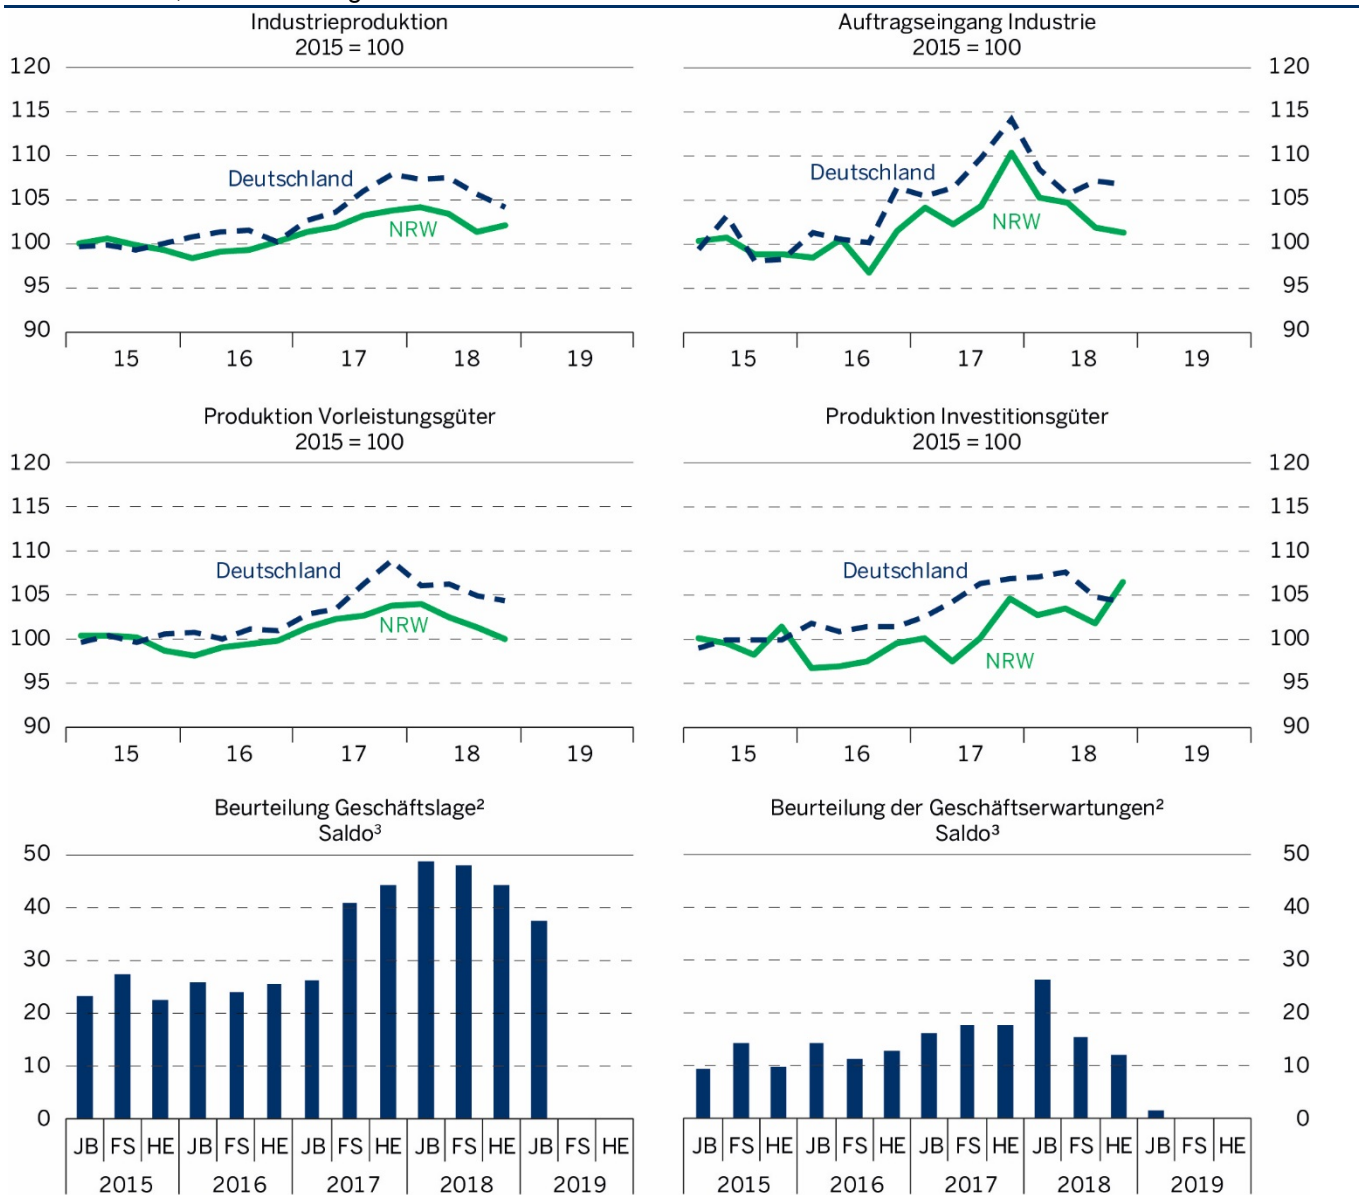 Industrieproduktion
2015 = 100
120
115
110
105
100
95
90
Deutschland
NRW
15 16 17 18 19
Auftragseingang Industrie
2015 = 100
120
115
110
105
100
95
90
Deutschland
NRW
15 16 17 18 19
Produktion Vorleistungsgüter
2015 = 100
120
115
110
105
100
95
90
Deutschland
NRW
15 16 17 18 19
Produktion Investitionsgüter
2015 = 100
120
115
110
105
100
95
90
Deutschland
NRW
15 16 17 18 19
Beurteilung Geschäftslage²
Saldo³
50
40
30
20
10
0
JB FS HE JB FS HE JB FS HE JB FS HE JB FS HE
2015 2016 2017 2018 2019
Beurteilung der Geschäftserwartungen²
Saldo³
50
40
30
20
10
0
JB FS HE JB FS HE JB FS HE JB FS HE JB FS HE
2015 2016 2017 2018 2019